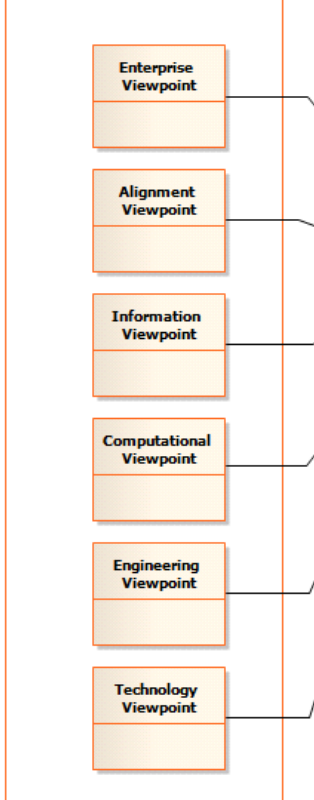 Enterprise
Viewpoint
Alignment
Viewpoint
Information
Viewpoint
Computational
Viewpoint
Engineering
Viewpoint
Technology
Viewpoint